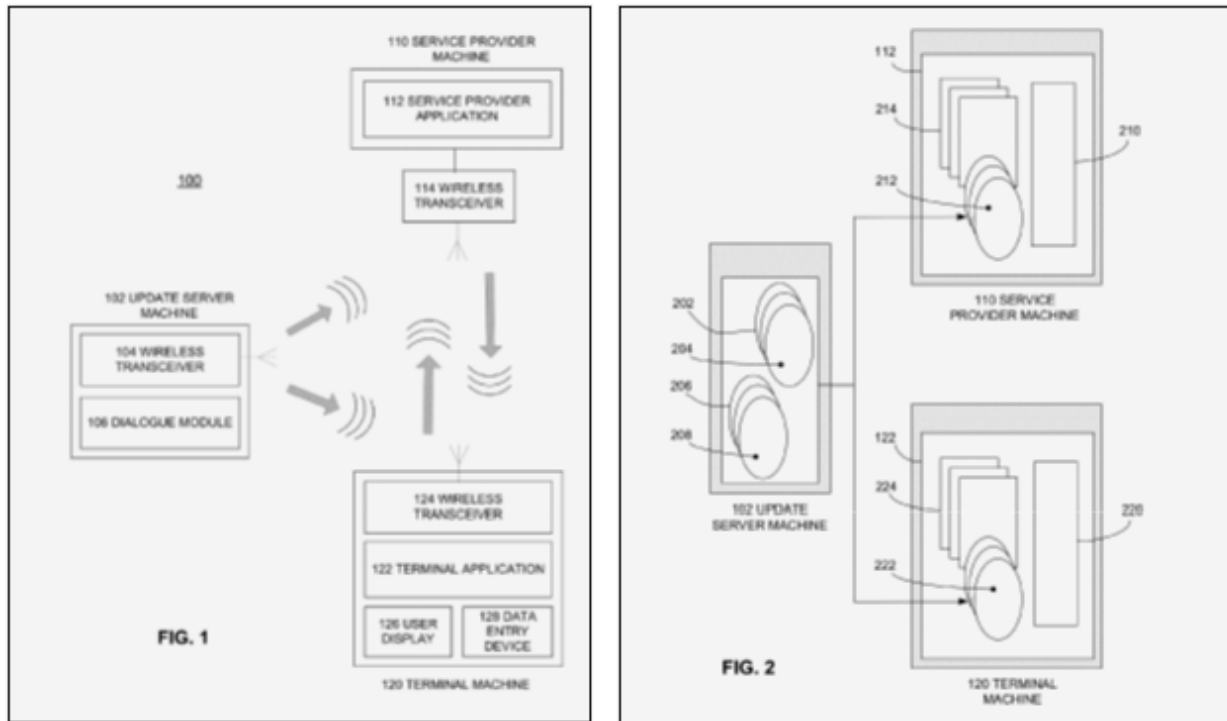 110 SERVICE PROVIDER
MACHINE
112 SERVICE PROVIDER
APPLICATION
100
114 WIRELESS
TRANSCEIVER
102 UPDATE SERVER
MACHINE
104 WIRELESS
TRANSCEIVER
106 DIALOGUE MODULE
124 WIRELESS
TRANSCEIVER
122 TERMINAL APPLICATION
126 USER
DISPLAY
128 DATA
ENTRY
DEVICE
FIG. 1
120 TERMINAL MACHINE
112
214
210
212
110 SERVICE
PROVIDER MACHINE
202
204
206
208
102 UPDATE
SERVER MACHINE
122
224
220
222
FIG. 2
120 TERMINAL
MACHINE